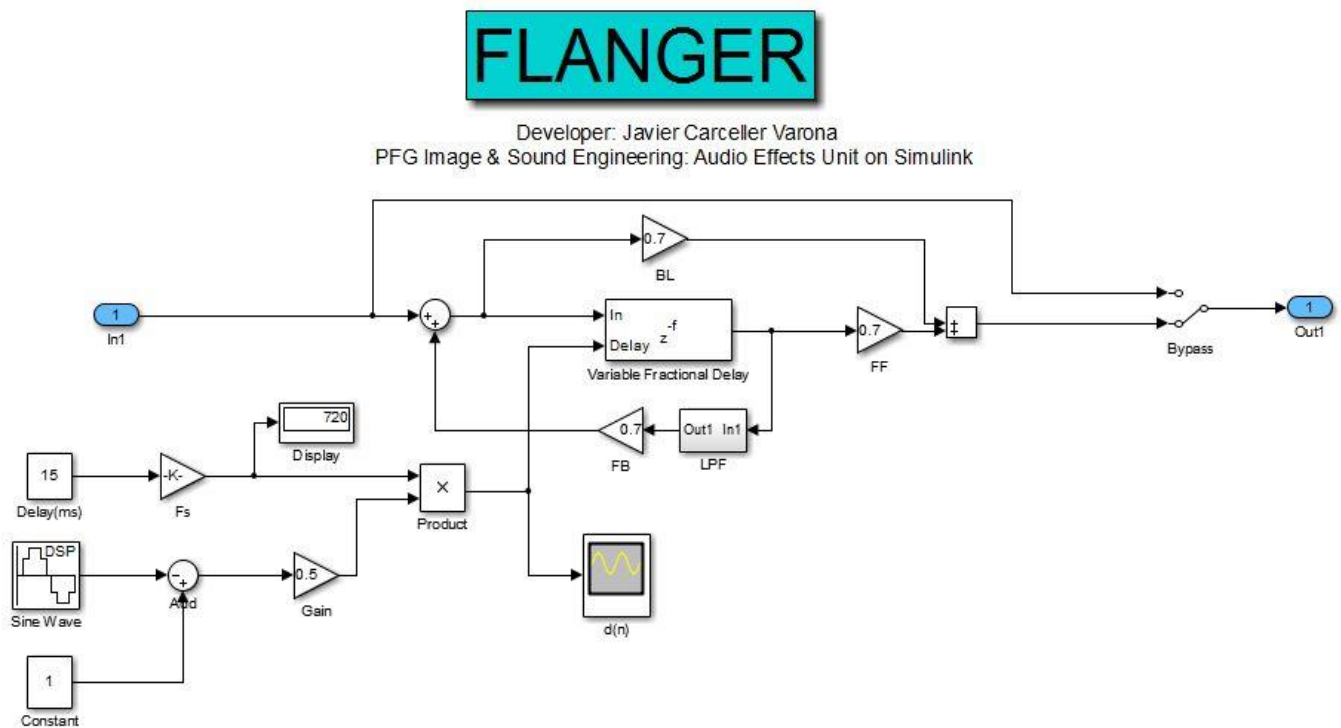 FLANGER
Developer: Javier Carceller Varona
PFG Image & Sound Engineering: Audio Effects Unit on Simulink
0.7
BL
1
In1
+
+
In
Delay
z
-f
Variable Fractional Delay
0.7
FF
+
+
Bypass
1
Out1
720
Display
0.7
FB
Out1 In1
LPF
15
Delay(ms)
-K-
Fs
×
Product
DSP
Sine Wave
-
+
Add
0.5
Gain
d(n)
1
Constant